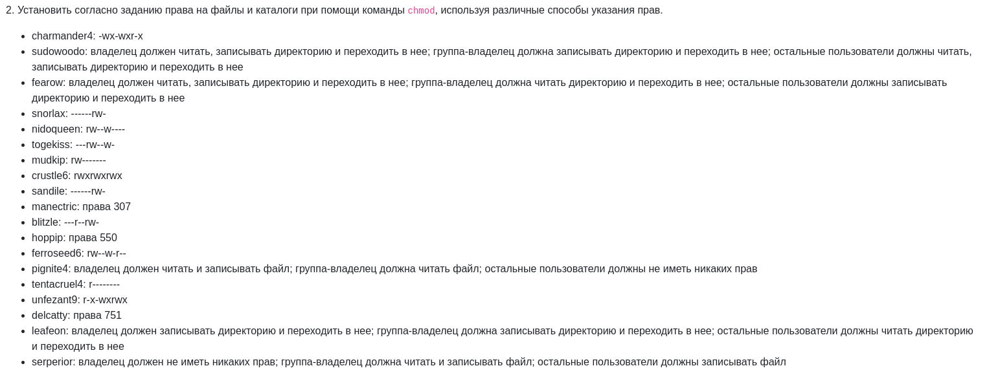 2. Установить согласно заданию права на файлы и каталоги при помощи команды chmod, используя различные способы указания прав.
• charmander4: -wx-wxr-x
• sudowoodo: владелец должен читать, записывать директорию и переходить в нее; группа-владелец должна записывать директорию и переходить в нее; остальные пользователи должны читать,
записывать директорию и переходить в нее
• fearow: владелец должен читать, записывать директорию и переходить в нее; группа-владелец должна читать директорию и переходить в нее; остальные пользователи должны записывать
директорию и переходить в нее
• snorlax: ------rw-
• nidoqueen: rw--w----
• togekiss: ---rw--w-
• mudkip: rw-------
• crustle6: rwxrwxrwx
• sandile: ------rw-
• manectric: права 307
• blitzle: ---r--rw-
• hoppip: права 550
• ferroseed6: rw--w-r--
• pignite4: владелец должен читать и записывать файл; группа-владелец должна читать файл; остальные пользователи должны не иметь никаких прав
• tentacruel4: r--------
• unfezant9: r-x-wxrwx
• delcatty: права 751
• leafeon: владелец должен записывать директорию и переходить в нее; группа-владелец должна записывать директорию и переходить в нее; остальные пользователи должны читать директорию
и переходить в нее
• serperior: владелец должен не иметь никаких прав; группа-владелец должна читать и записывать файл; остальные пользователи должны записывать файл